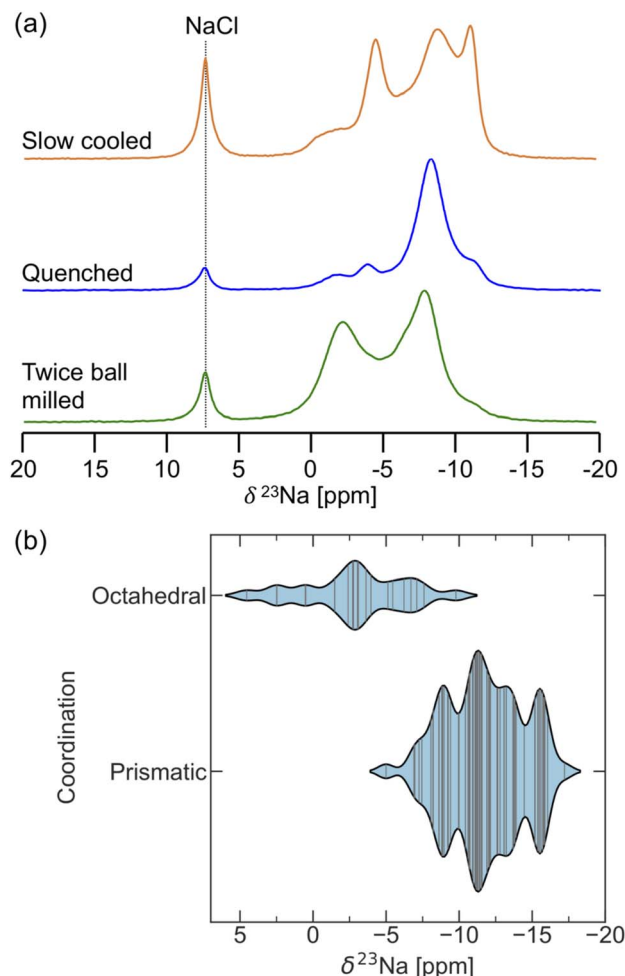 (a)
NaCl
Slow cooled
Quenched
Twice ball
milled
20 15 10 5 0 -5 -10 -15 -20
δ ²³Na [ppm]
(b)
Octahedral
Prismatic
Coordination
5 0 −5 −10 −15 −20
δ²³Na [ppm]